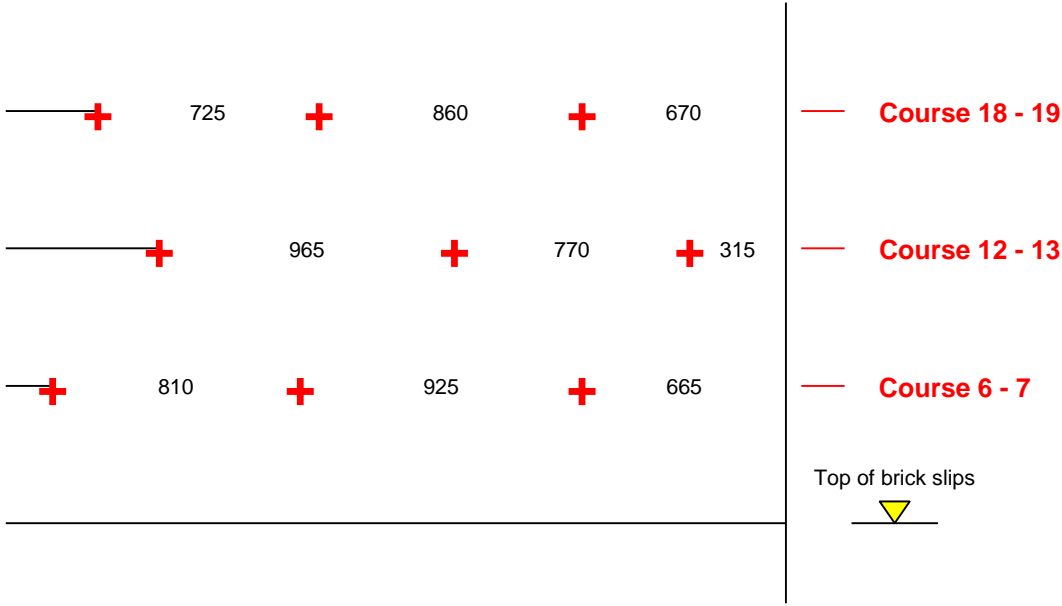 725 860 670 Course 18 - 19
965 770 315 Course 12 - 13
810 925 665 Course 6 - 7
Top of brick slips